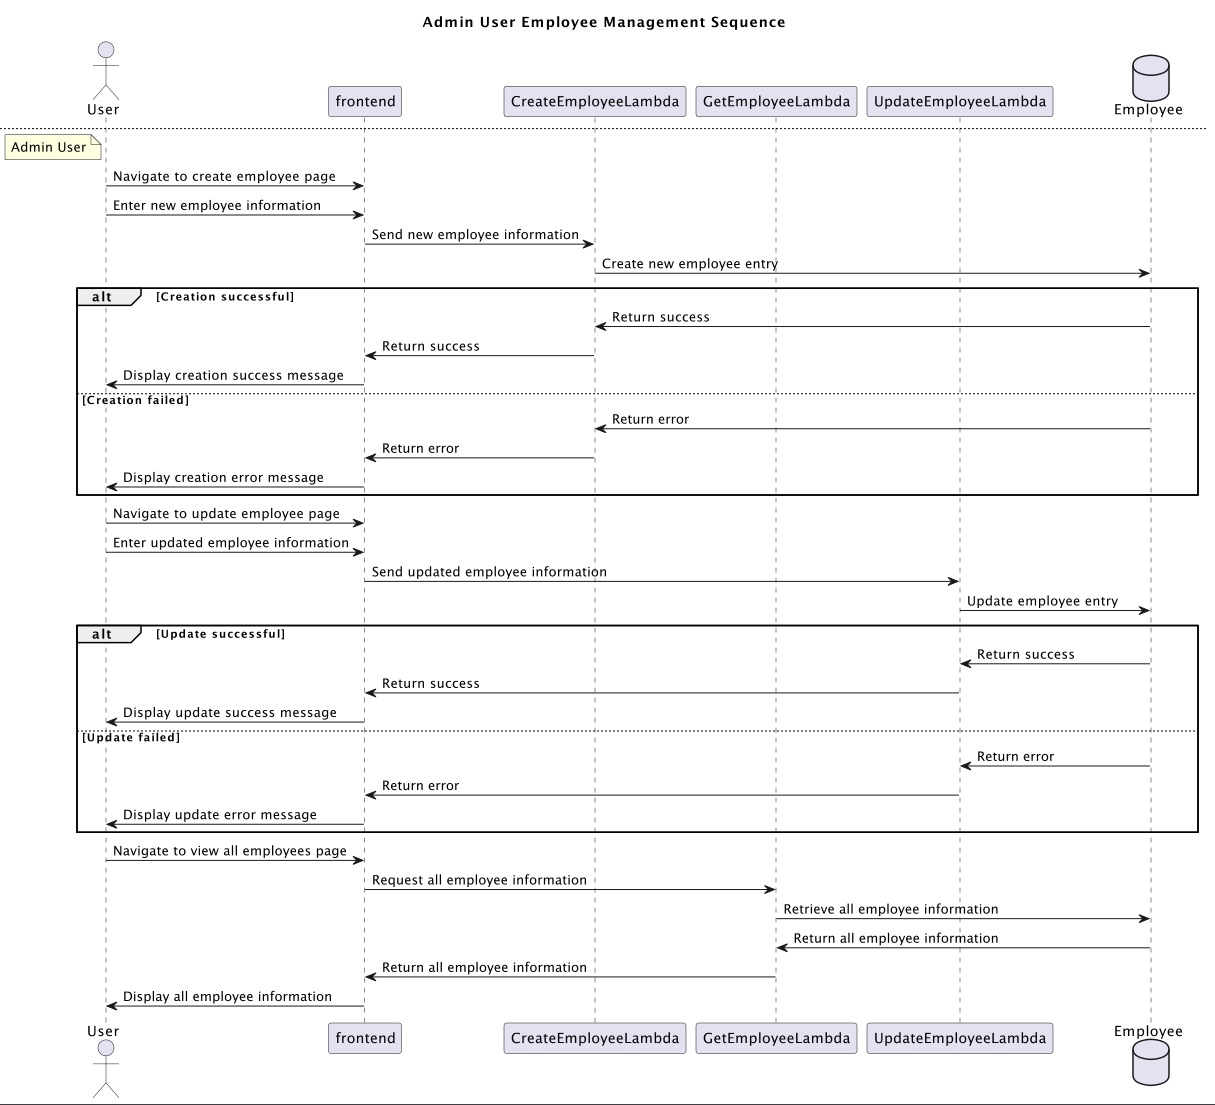 Admin User Employee Management Sequence
User
frontend
CreateEmployeeLambda
GetEmployeeLambda
UpdateEmployeeLambda
Employee
Admin User
Navigate to create employee page
Enter new employee information
Send new employee information
Create new employee entry
alt [Creation successful]
Return success
Return success
Display creation success message
[Creation failed]
Return error
Return error
Display creation error message
Navigate to update employee page
Enter updated employee information
Send updated employee information
Update employee entry
alt [Update successful]
Return success
Return success
Display update success message
[Update failed]
Return error
Return error
Display update error message
Navigate to view all employees page
Request all employee information
Retrieve all employee information
Return all employee information
Return all employee information
Display all employee information
User
frontend
CreateEmployeeLambda
GetEmployeeLambda
UpdateEmployeeLambda
Employee